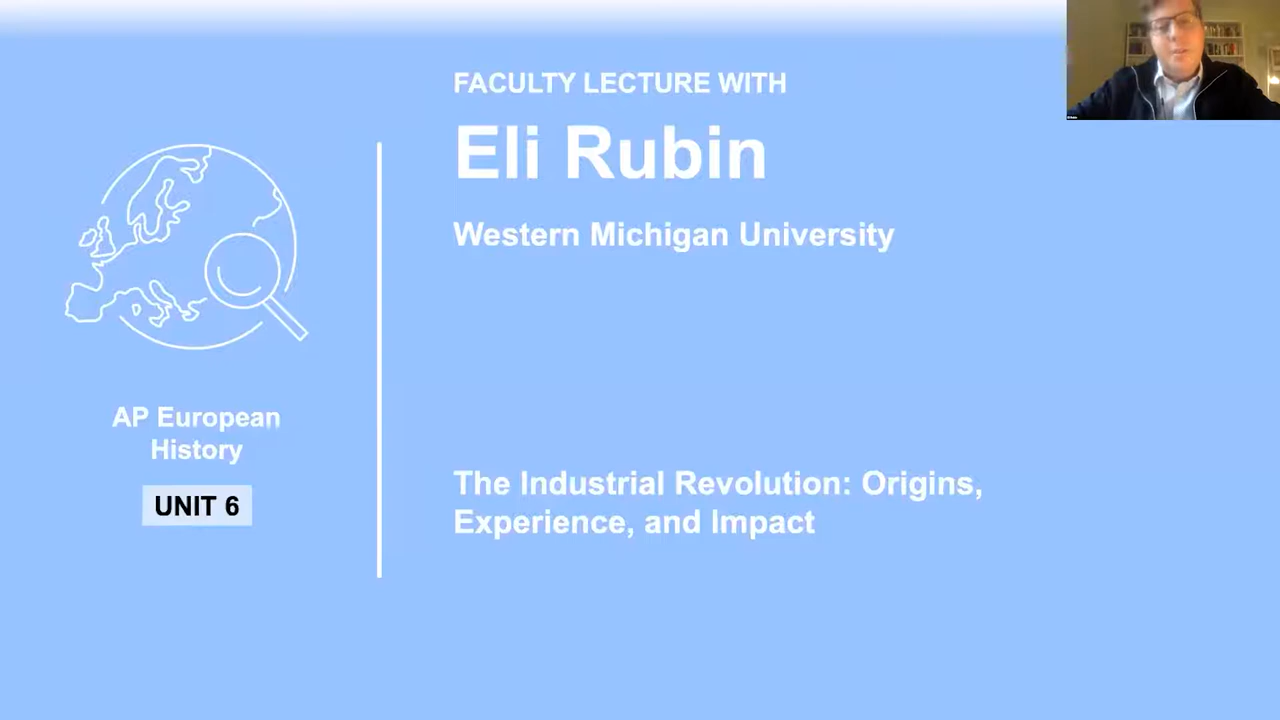 FACULTY LECTURE WITH
Eli Rubin
Western Michigan University
AP European
History
UNIT 6
The Industrial Revolution: Origins,
Experience, and Impact